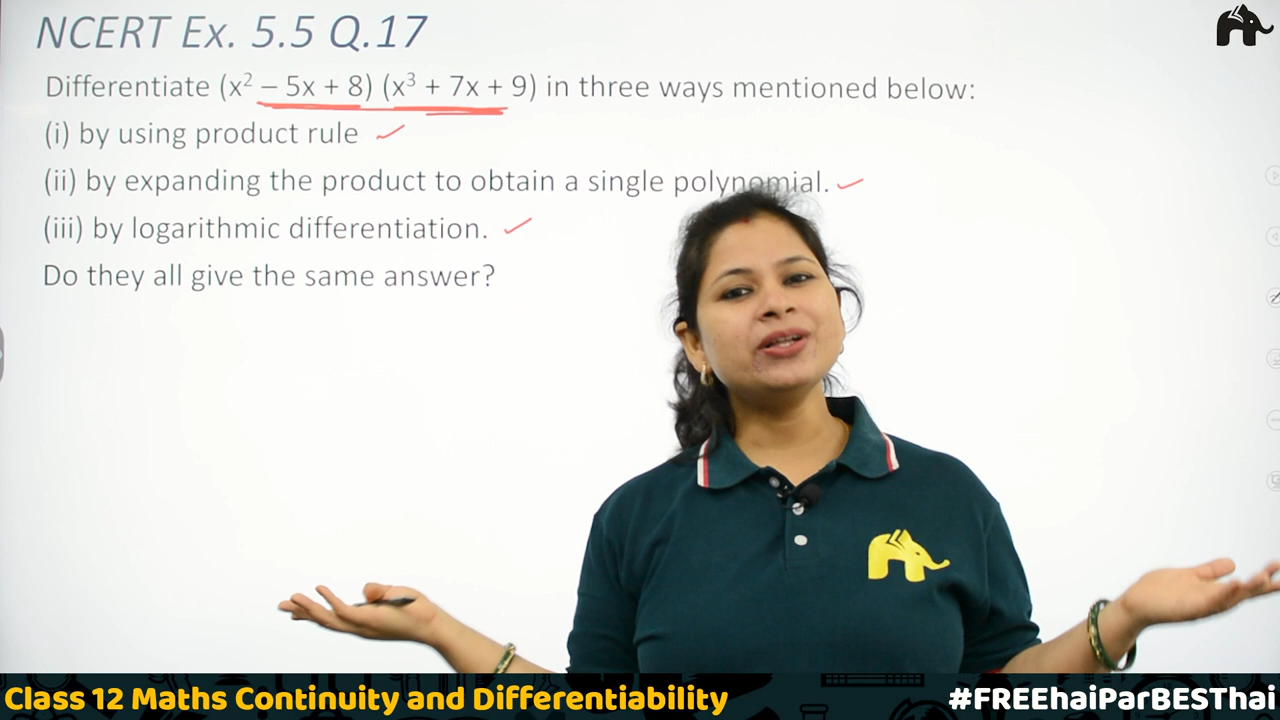 NCERT Ex. 5.5 Q.17
Differentiate (x² – 5x + 8) (x³ + 7x + 9) in three ways mentioned below:
(i) by using product rule
(ii) by expanding the product to obtain a single polynomial.
(iii) by logarithmic differentiation.
Do they all give the same answer?
Class 12 Maths Continuity and Differentiability
#FREEhaiParBESThai